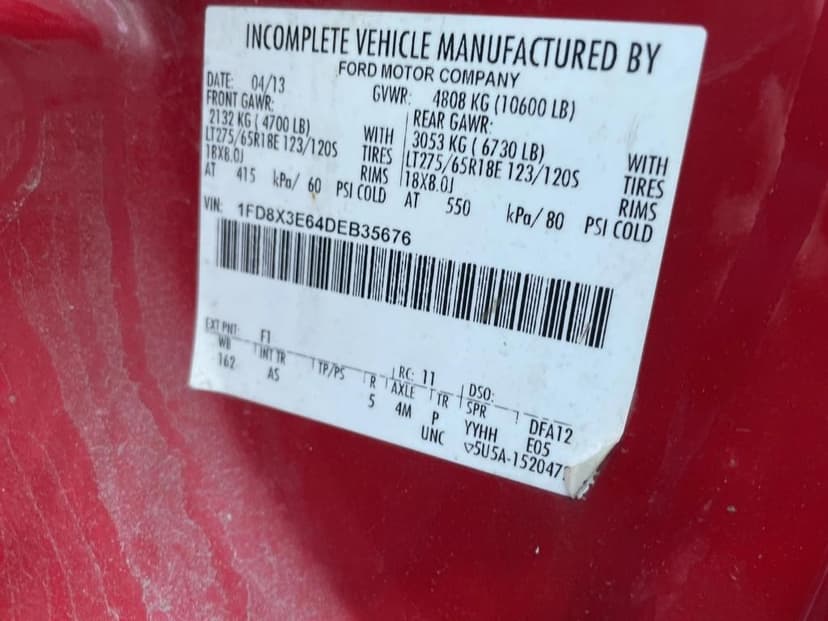 INCOMPLETE VEHICLE MANUFACTURED BY
FORD MOTOR COMPANY
DATE: 04/13
GVWR: 4808 KG (10600 LB)
FRONT GAWR:
2132 KG ( 4700 LB) WITH
LT275/65R18E 123/120S TIRES
18X8.0J RIMS
AT 415 kPa/ 60 PSI COLD
REAR GAWR:
3053 KG ( 6730 LB) WITH
LT275/65R18E 123/120S TIRES
18X8.0J RIMS
AT 550 kPa/ 80 PSI COLD
VIN: 1FD8X3E64DEB35676
EXT PNT: F1 RC: 11 DSO:
WB INT TR TP/PS R AXLE TR SPR DFA12
162 AS 5 4M P YYHH E05
UNC ▽5U5A-152047